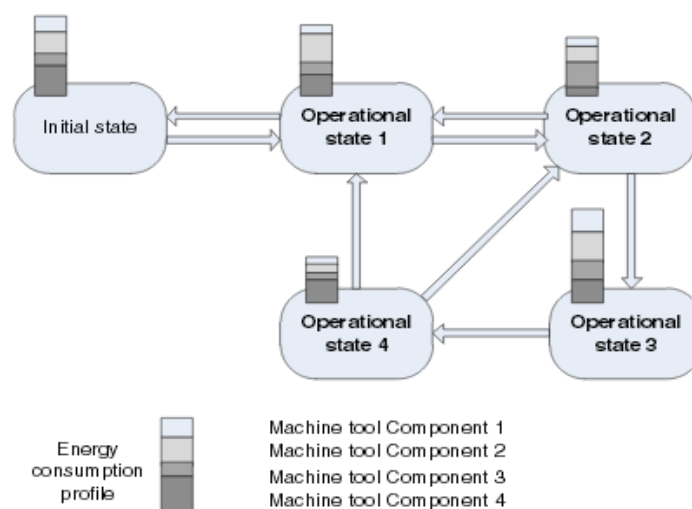 Initial state
Operational
state 1
Operational
state 2
Operational
state 4
Operational
state 3
Energy
consumption
profile
Machine tool Component 1
Machine tool Component 2
Machine tool Component 3
Machine tool Component 4